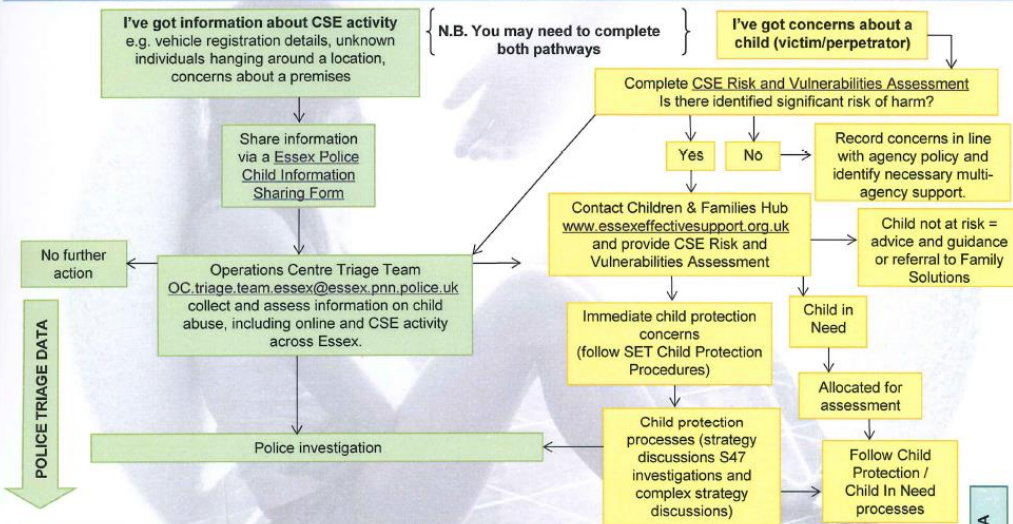 I've got information about CSE activity
e.g. vehicle registration details, unknown
individuals hanging around a location,
concerns about a premises
N.B. You may need to complete
both pathways
I've got concerns about a
child (victim/perpetrator)
Complete CSE Risk and Vulnerabilities Assessment
Is there identified significant risk of harm?
Share information
via a Essex Police
Child Information
Sharing Form
Yes
No
Record concerns in line
with agency policy and
identify necessary multi-
agency support.
Contact Children & Families Hub
www.essexeffectivesupport.org.uk
and provide CSE Risk and
Vulnerabilities Assessment
Child not at risk =
advice and guidance
or referral to Family
Solutions
No further
action
Operations Centre Triage Team
OC.triage.team.essex@essex.pnn.police.uk
collect and assess information on child
abuse, including online and CSE activity
across Essex.
Immediate child protection
concerns
(follow SET Child Protection
Procedures)
Child in
Need
Allocated for
assessment
POLICE TRIAGE DATA
Police investigation
Child protection
processes (strategy
discussions S47
investigations and
complex strategy
discussions)
Follow Child
Protection /
Child In Need
processes
A